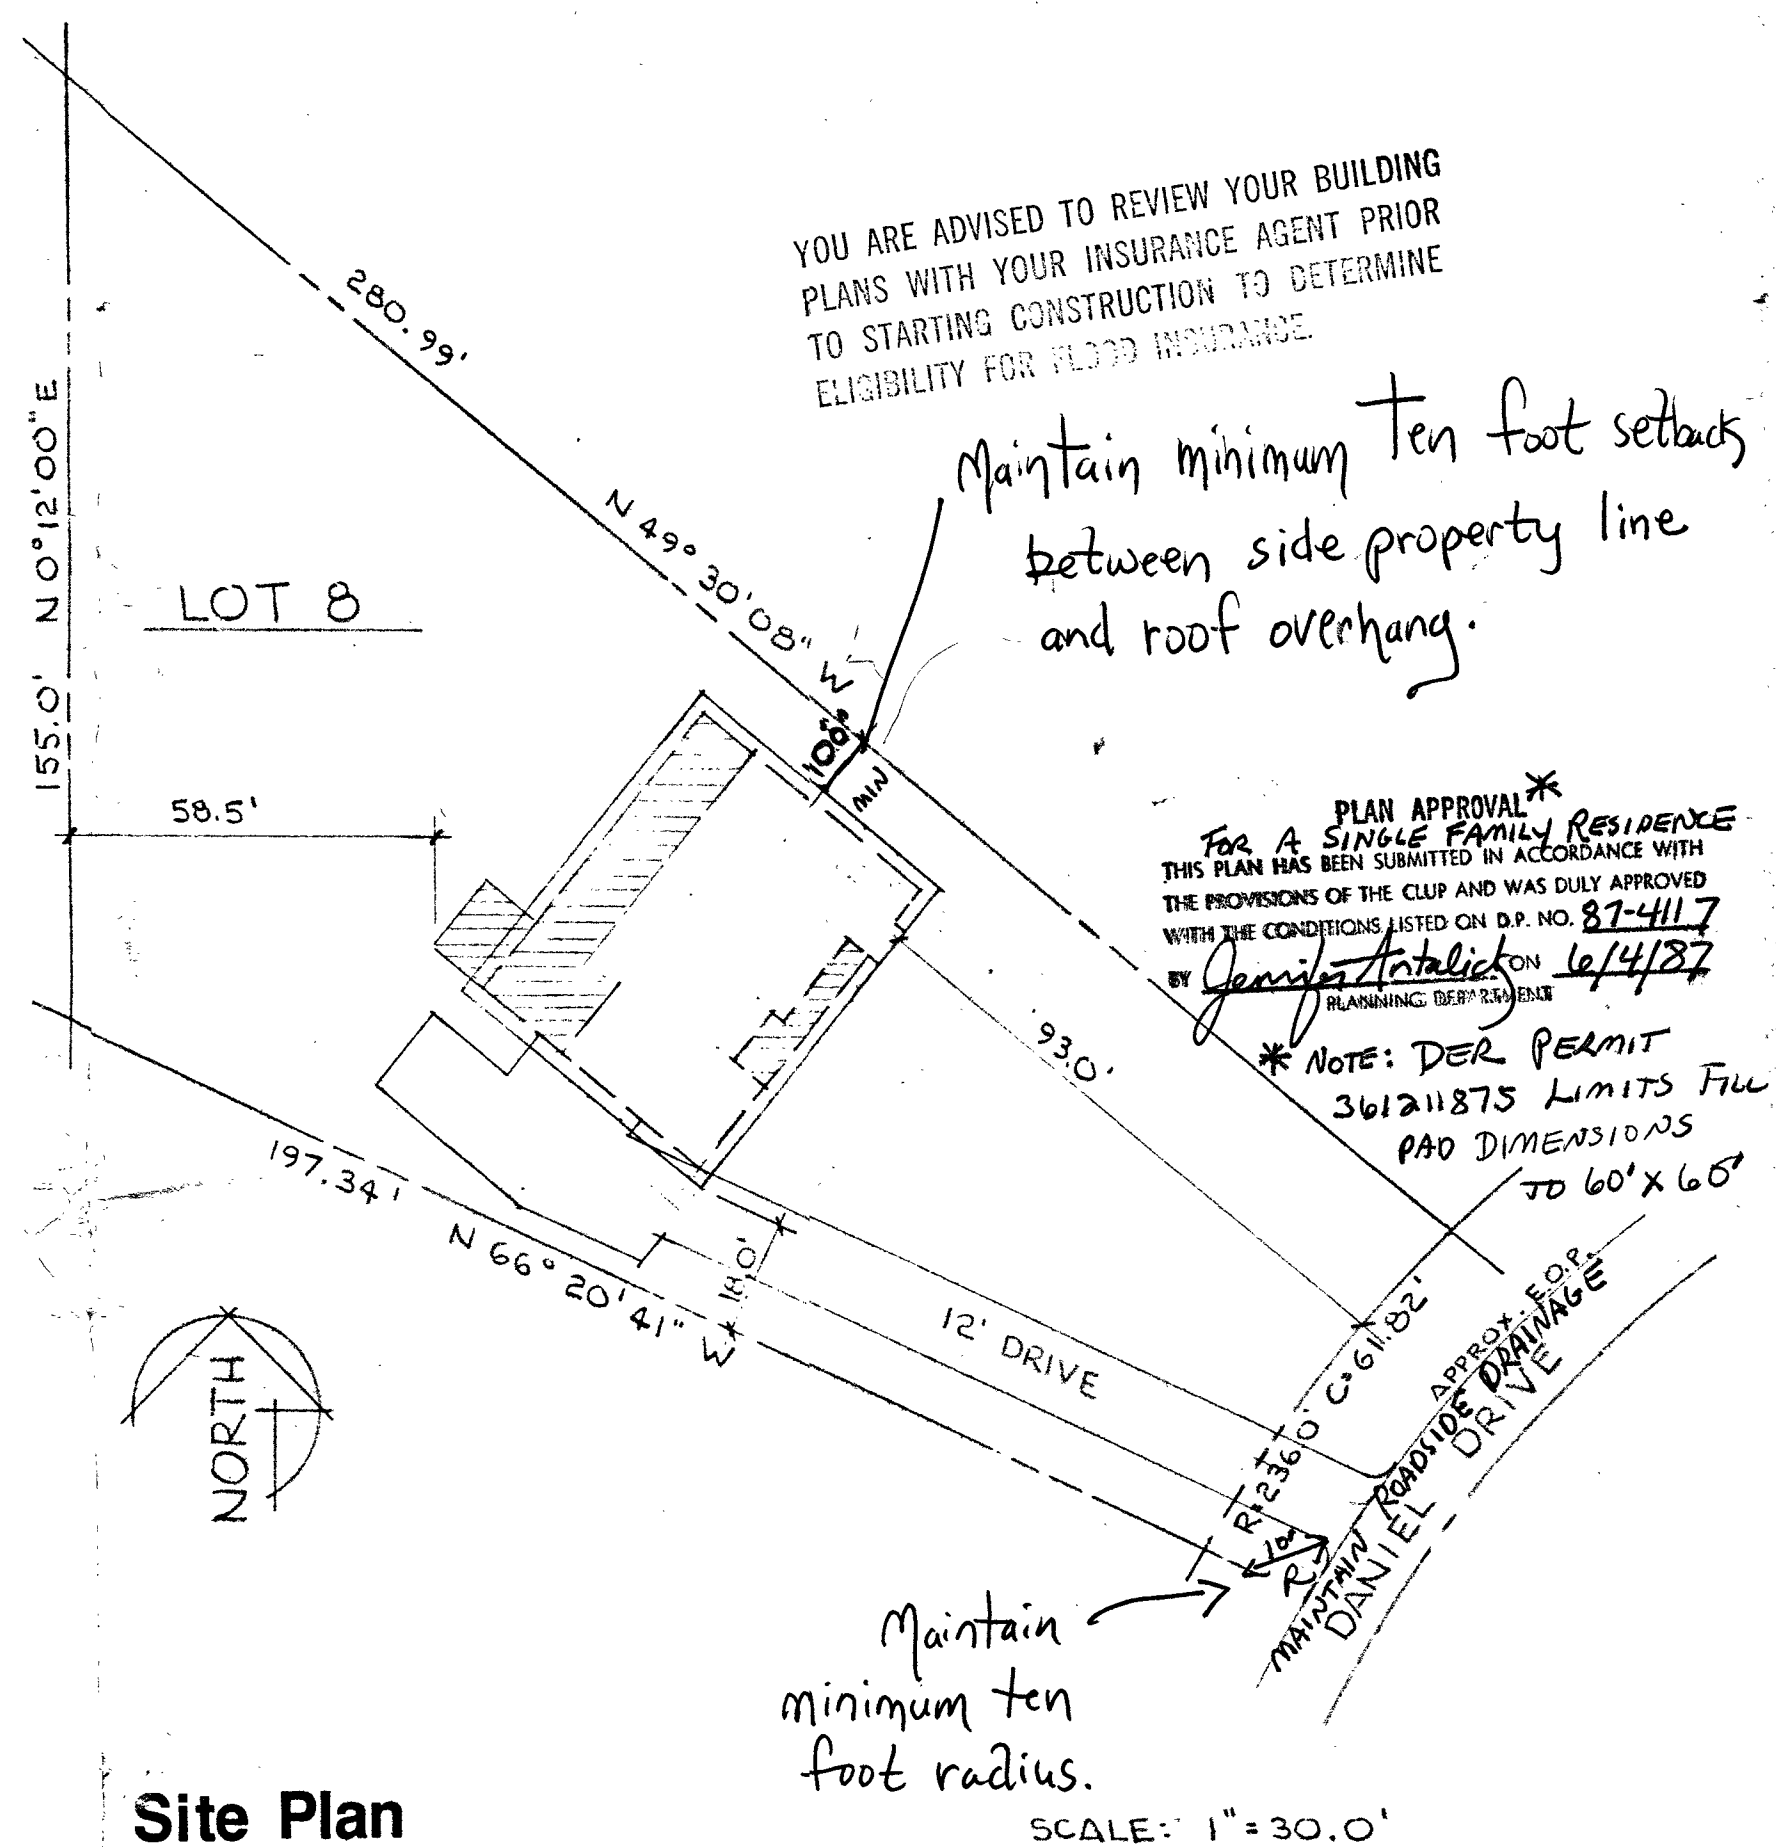 YOU ARE ADVISED TO REVIEW YOUR BUILDING
PLANS WITH YOUR INSURANCE AGENT PRIOR
TO STARTING CONSTRUCTION TO DETERMINE
ELIGIBILITY FOR FLOOD INSURANCE.
280.99'
N 49° 30' 08" W
Maintain minimum Ten foot setback
between side property line
and roof overhang.
155.0' N 0°12'00" E
LOT 8
58.5'
MIN
PLAN APPROVAL*
FOR A SINGLE FAMILY RESIDENCE
THIS PLAN HAS BEEN SUBMITTED IN ACCORDANCE WITH
THE PROVISIONS OF THE CLUP AND WAS DULY APPROVED
WITH THE CONDITIONS LISTED ON D.P. NO. 87-4117
BY Jennifer Antalick ON 6/4/87
PLANNING DEPARTMENT
* NOTE: DER PERMIT
361211875 LIMITS FILL
PAD DIMENSIONS
TO 60' X 60'
93.0'
197.34'
N 66° 20' 41" W
18.0'
12' DRIVE
R=236.0' C=611.82'
APPROX. E.O.P.
MAINTAIN ROADSIDE DRAINAGE
DANIEL DRIVE
10'
R
NORTH
Maintain
minimum ten
foot radius.
Site Plan
SCALE: 1"=30.0'